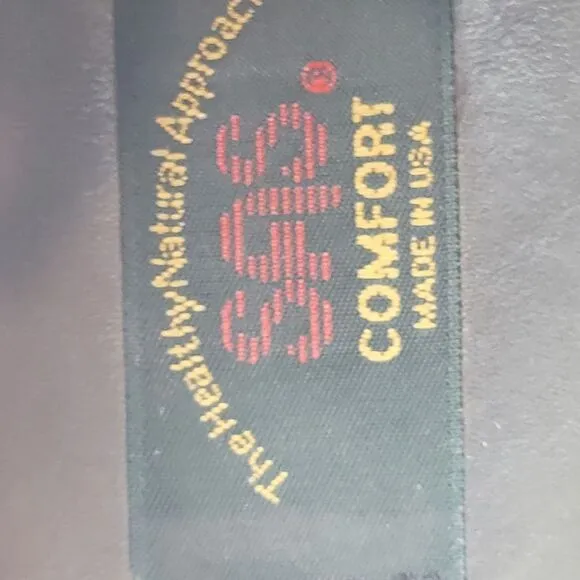 The Healthy Natural Approach
SAS®
COMFORT
MADE IN USA